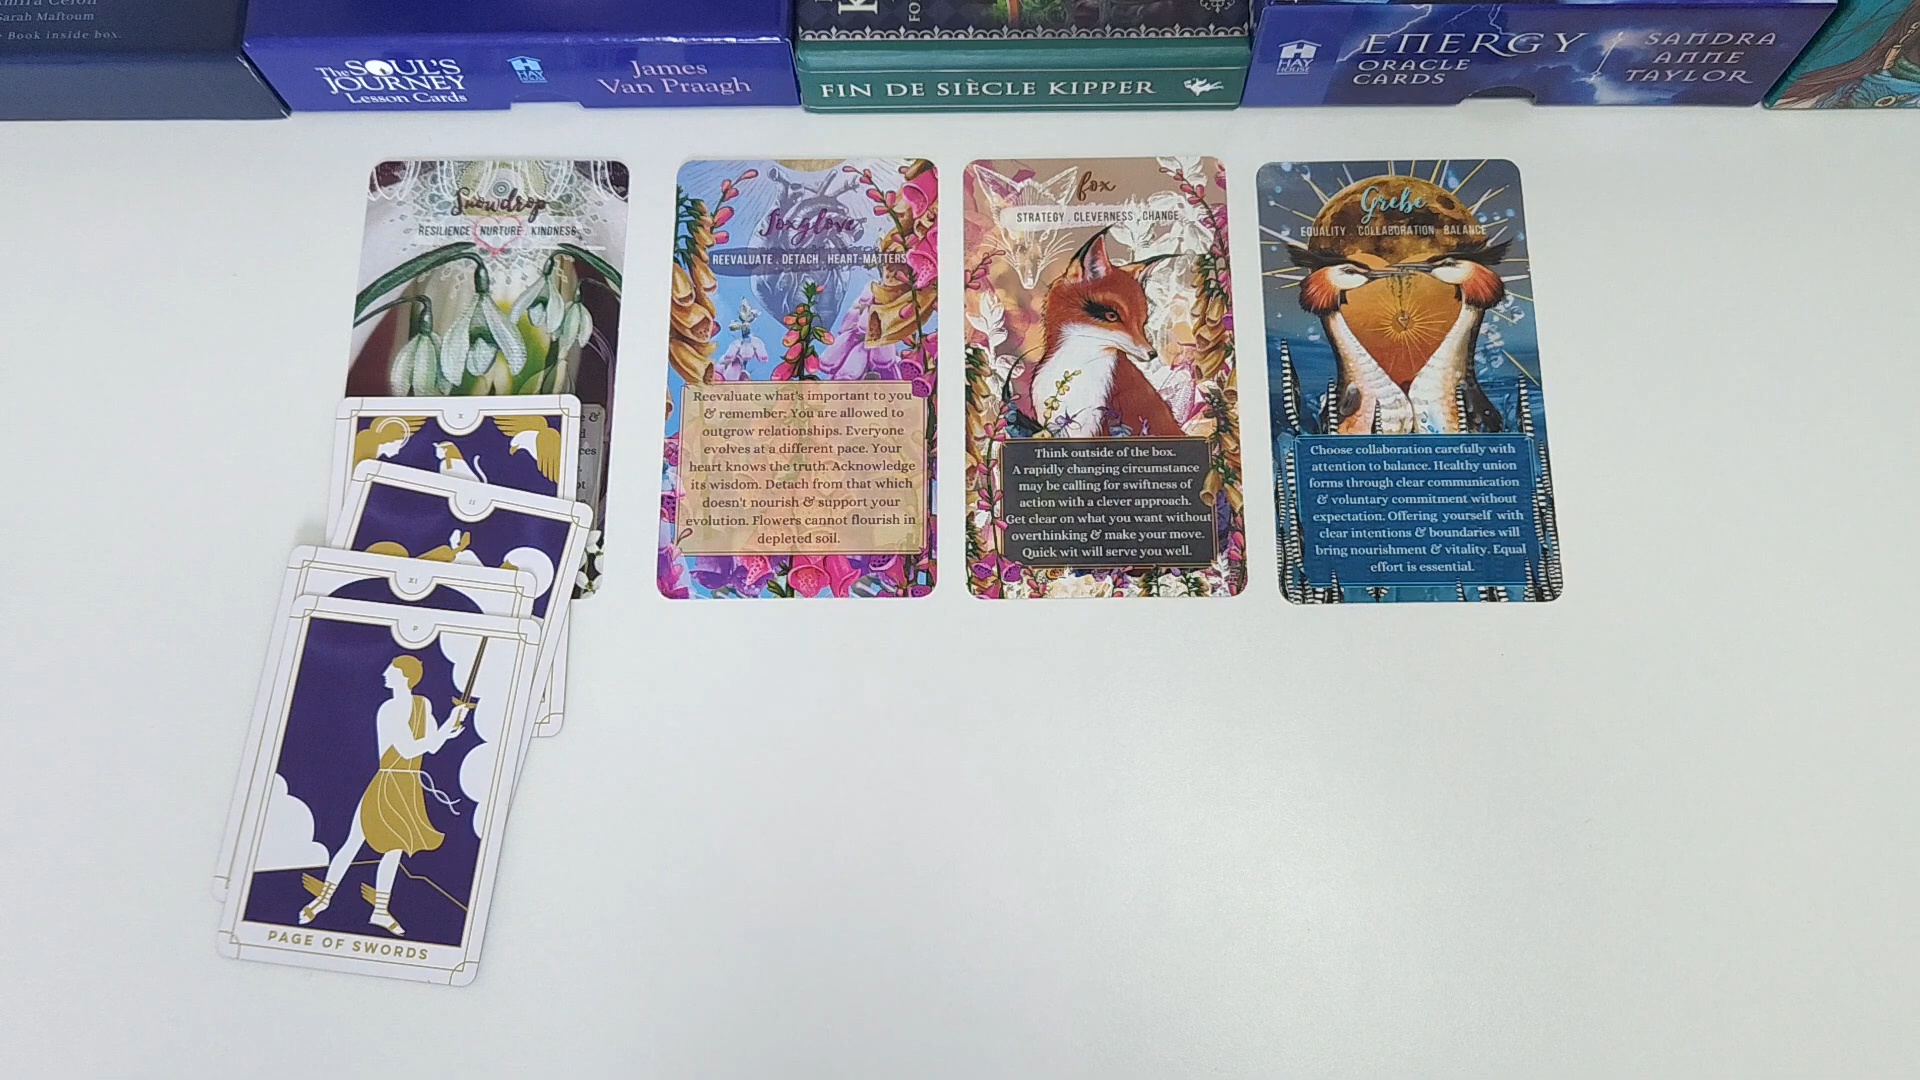 Sarah Maftoum
Book inside box.
The SOUL'S
JOURNEY
Lesson Cards
HAY
HOUSE
James
Van Praagh
FIN DE SIÈCLE KIPPER
HAY
HOUSE
ENERGY
ORACLE
CARDS
SANDRA
ANNE
TAYLOR
Snowdrop
RESILIENCE . NURTURE . KINDNESS
X
II
XI
P
PAGE OF SWORDS
Foxglove
REEVALUATE . DETACH . HEART-MATTERS
Reevaluate what's important to you
& remember; You are allowed to
outgrow relationships. Everyone
evolves at a different pace. Your
heart knows the truth. Acknowledge
its wisdom. Detach from that which
doesn't nourish & support your
evolution. Flowers cannot flourish in
depleted soil.
fox
STRATEGY . CLEVERNESS . CHANGE
Think outside of the box.
A rapidly changing circumstance
may be calling for swiftness of
action with a clever approach.
Get clear on what you want without
overthinking & make your move.
Quick wit will serve you well.
Grebe
EQUALITY . COLLABORATION . BALANCE
Choose collaboration carefully with
attention to balance. Healthy union
forms through clear communication
& voluntary commitment without
expectation. Offering yourself with
clear intentions & boundaries will
bring nourishment & vitality. Equal
effort is essential.